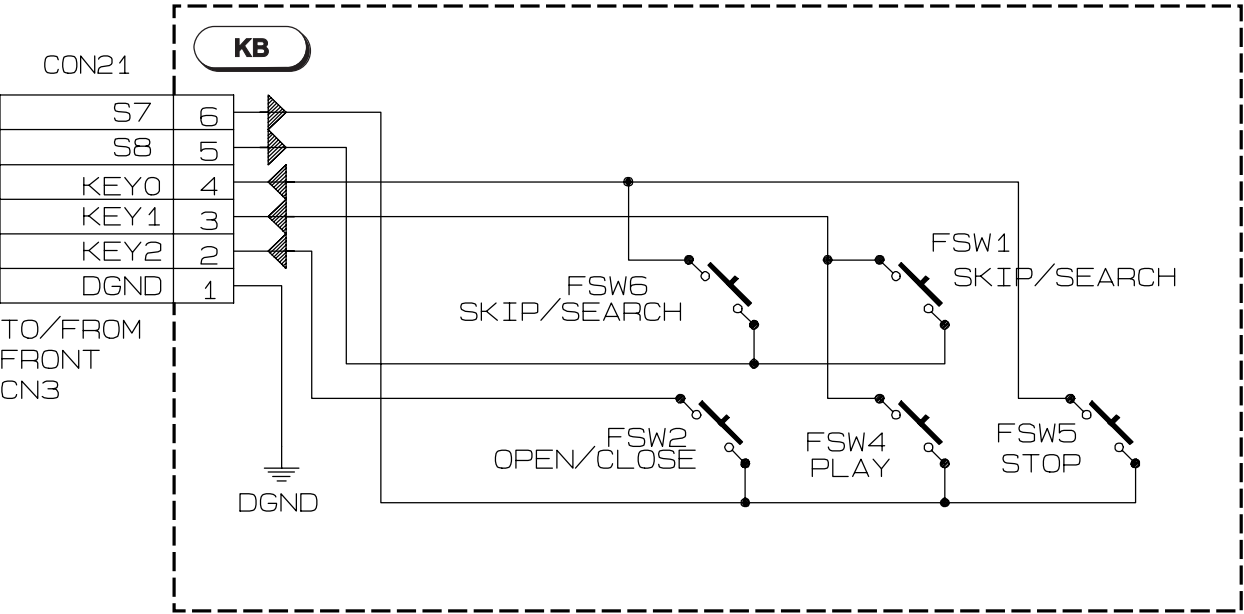 KB
CON21
S7 6
S8 5
KEY0 4
KEY1 3
KEY2 2
DGND 1
TO/FROM
FRONT
CN3
DGND
FSW6
SKIP/SEARCH
FSW1
SKIP/SEARCH
FSW2
OPEN/CLOSE
FSW4
PLAY
FSW5
STOP